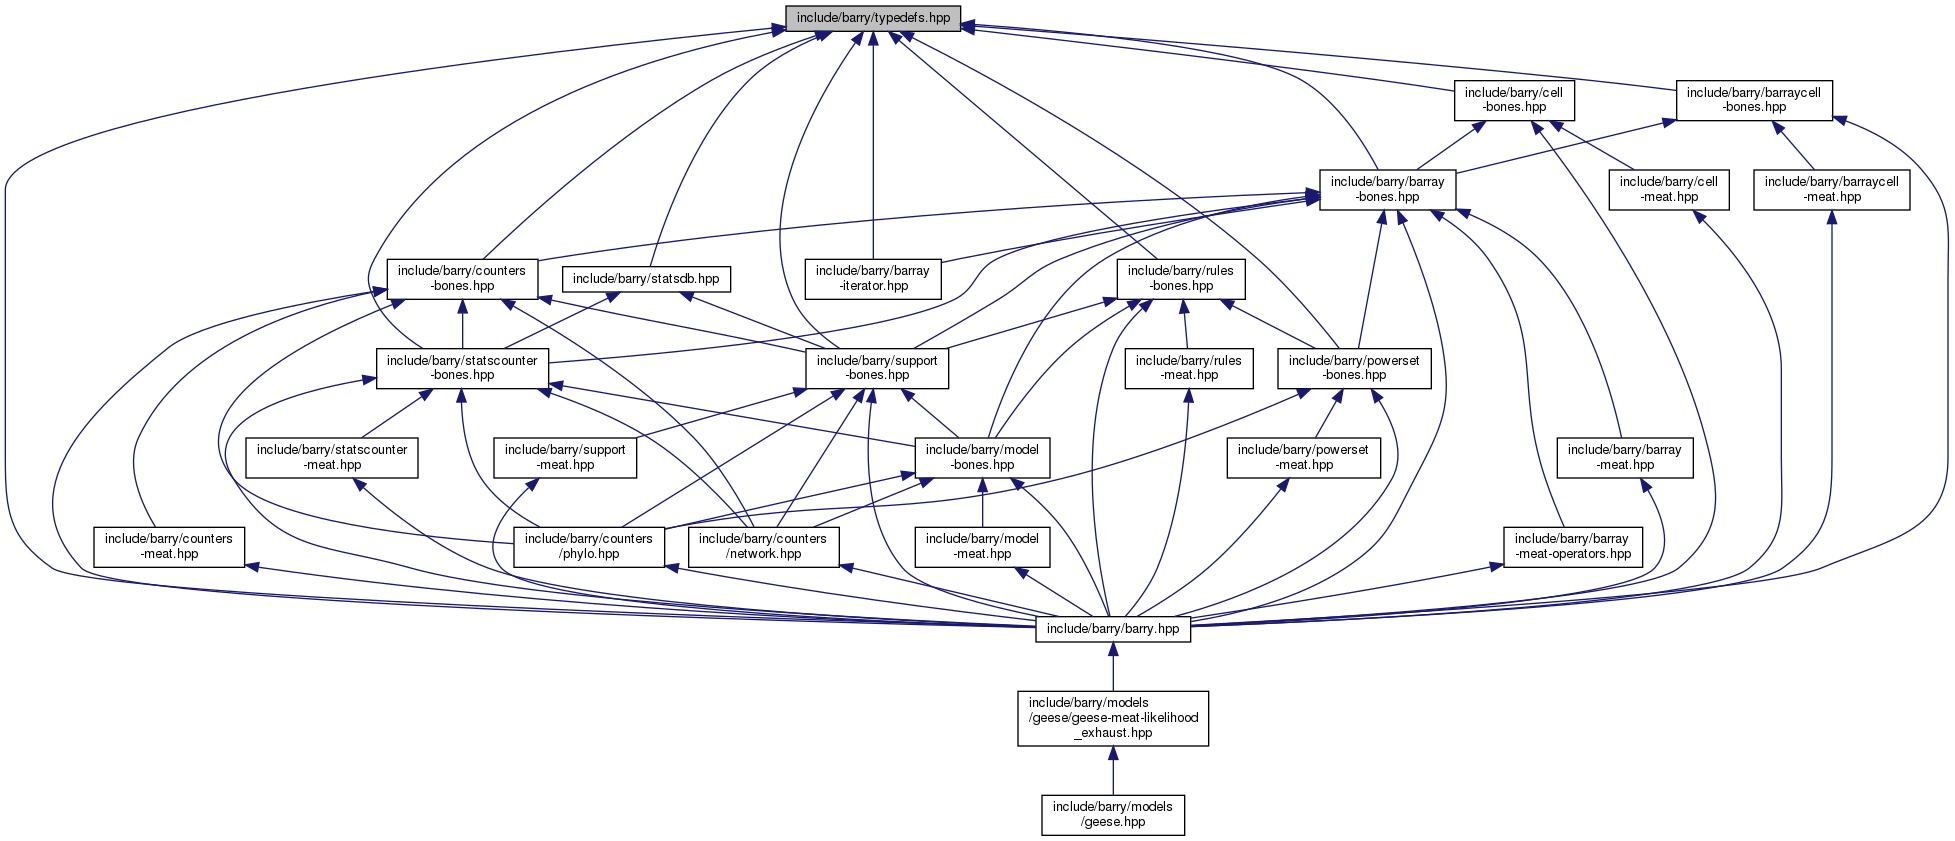 include/barry/typedefs.hpp
include/barry/cell
-bones.hpp
include/barry/barraycell
-bones.hpp
include/barry/barray
-bones.hpp
include/barry/cell
-meat.hpp
include/barry/barraycell
-meat.hpp
include/barry/counters
-bones.hpp
include/barry/statsdb.hpp
include/barry/barray
-iterator.hpp
include/barry/rules
-bones.hpp
include/barry/statscounter
-bones.hpp
include/barry/support
-bones.hpp
include/barry/rules
-meat.hpp
include/barry/powerset
-bones.hpp
include/barry/statscounter
-meat.hpp
include/barry/support
-meat.hpp
include/barry/model
-bones.hpp
include/barry/powerset
-meat.hpp
include/barry/barray
-meat.hpp
include/barry/counters
-meat.hpp
include/barry/counters
/phylo.hpp
include/barry/counters
/network.hpp
include/barry/model
-meat.hpp
include/barry/barray
-meat-operators.hpp
include/barry/barry.hpp
include/barry/models
/geese/geese-meat-likelihood
_exhaust.hpp
include/barry/models
/geese.hpp